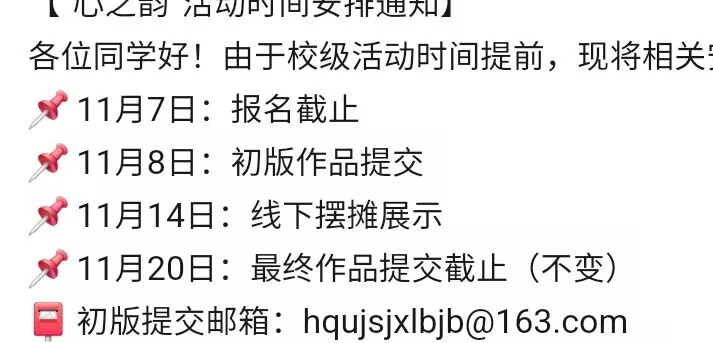 【“心之韵”活动时间安排通知】
各位同学好！由于校级活动时间提前，现将相关
11月7日：报名截止
11月8日：初版作品提交
11月14日：线下摆摊展示
11月20日：最终作品提交截止（不变）
初版提交邮箱：hqujsjxlbjb@163.com